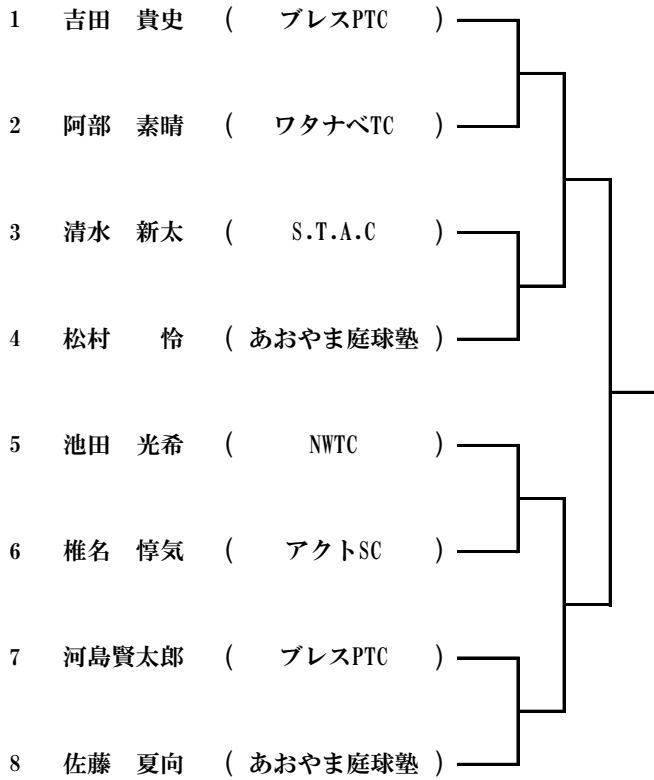 1 吉田 貴史 ( ブレスPTC )
2 阿部 素晴 ( ワタナベTC )
3 清水 新太 ( S.T.A.C )
4 松村 怜 ( あおやま庭球塾 )
5 池田 光希 ( NWTC )
6 椎名 惇気 ( アクトSC )
7 河島賢太郎 ( ブレスPTC )
8 佐藤 夏向 ( あおやま庭球塾 )